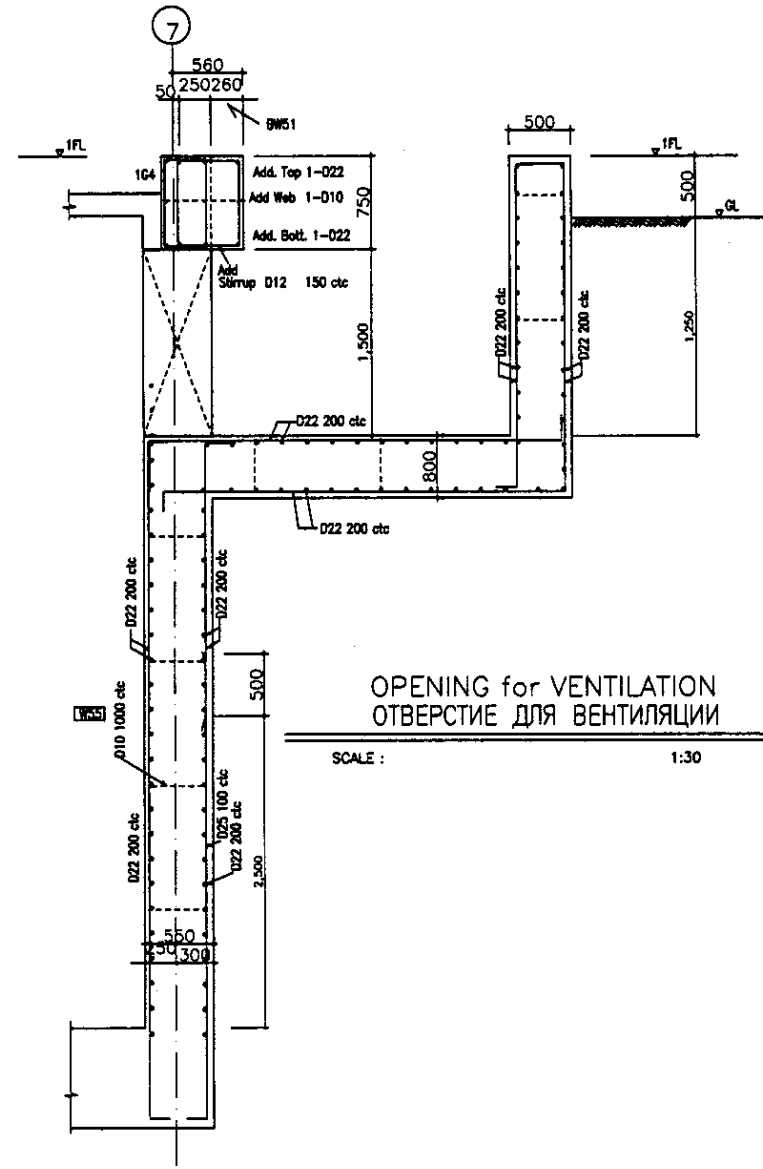 7
560
50 250 260
BW51
500
1FL
1FL
1G4
Add. Top 1-D22
Add Web 1-D10
Add. Bott. 1-D22
Add
Stirrup D12 150 ctc
750
500
GL
1,500
D22 200 ctc
D22 200 ctc
1,250
D22 200 ctc
800
D22 200 ctc
D22 200 ctc
D22 200 ctc
500
W55
D10 1000 ctc
OPENING for VENTILATION
ОТВЕРСТИЕ ДЛЯ ВЕНТИЛЯЦИИ
SCALE : 1:30
D22 200 ctc
D25 100 ctc
D22 200 ctc
2,500
550
250 300